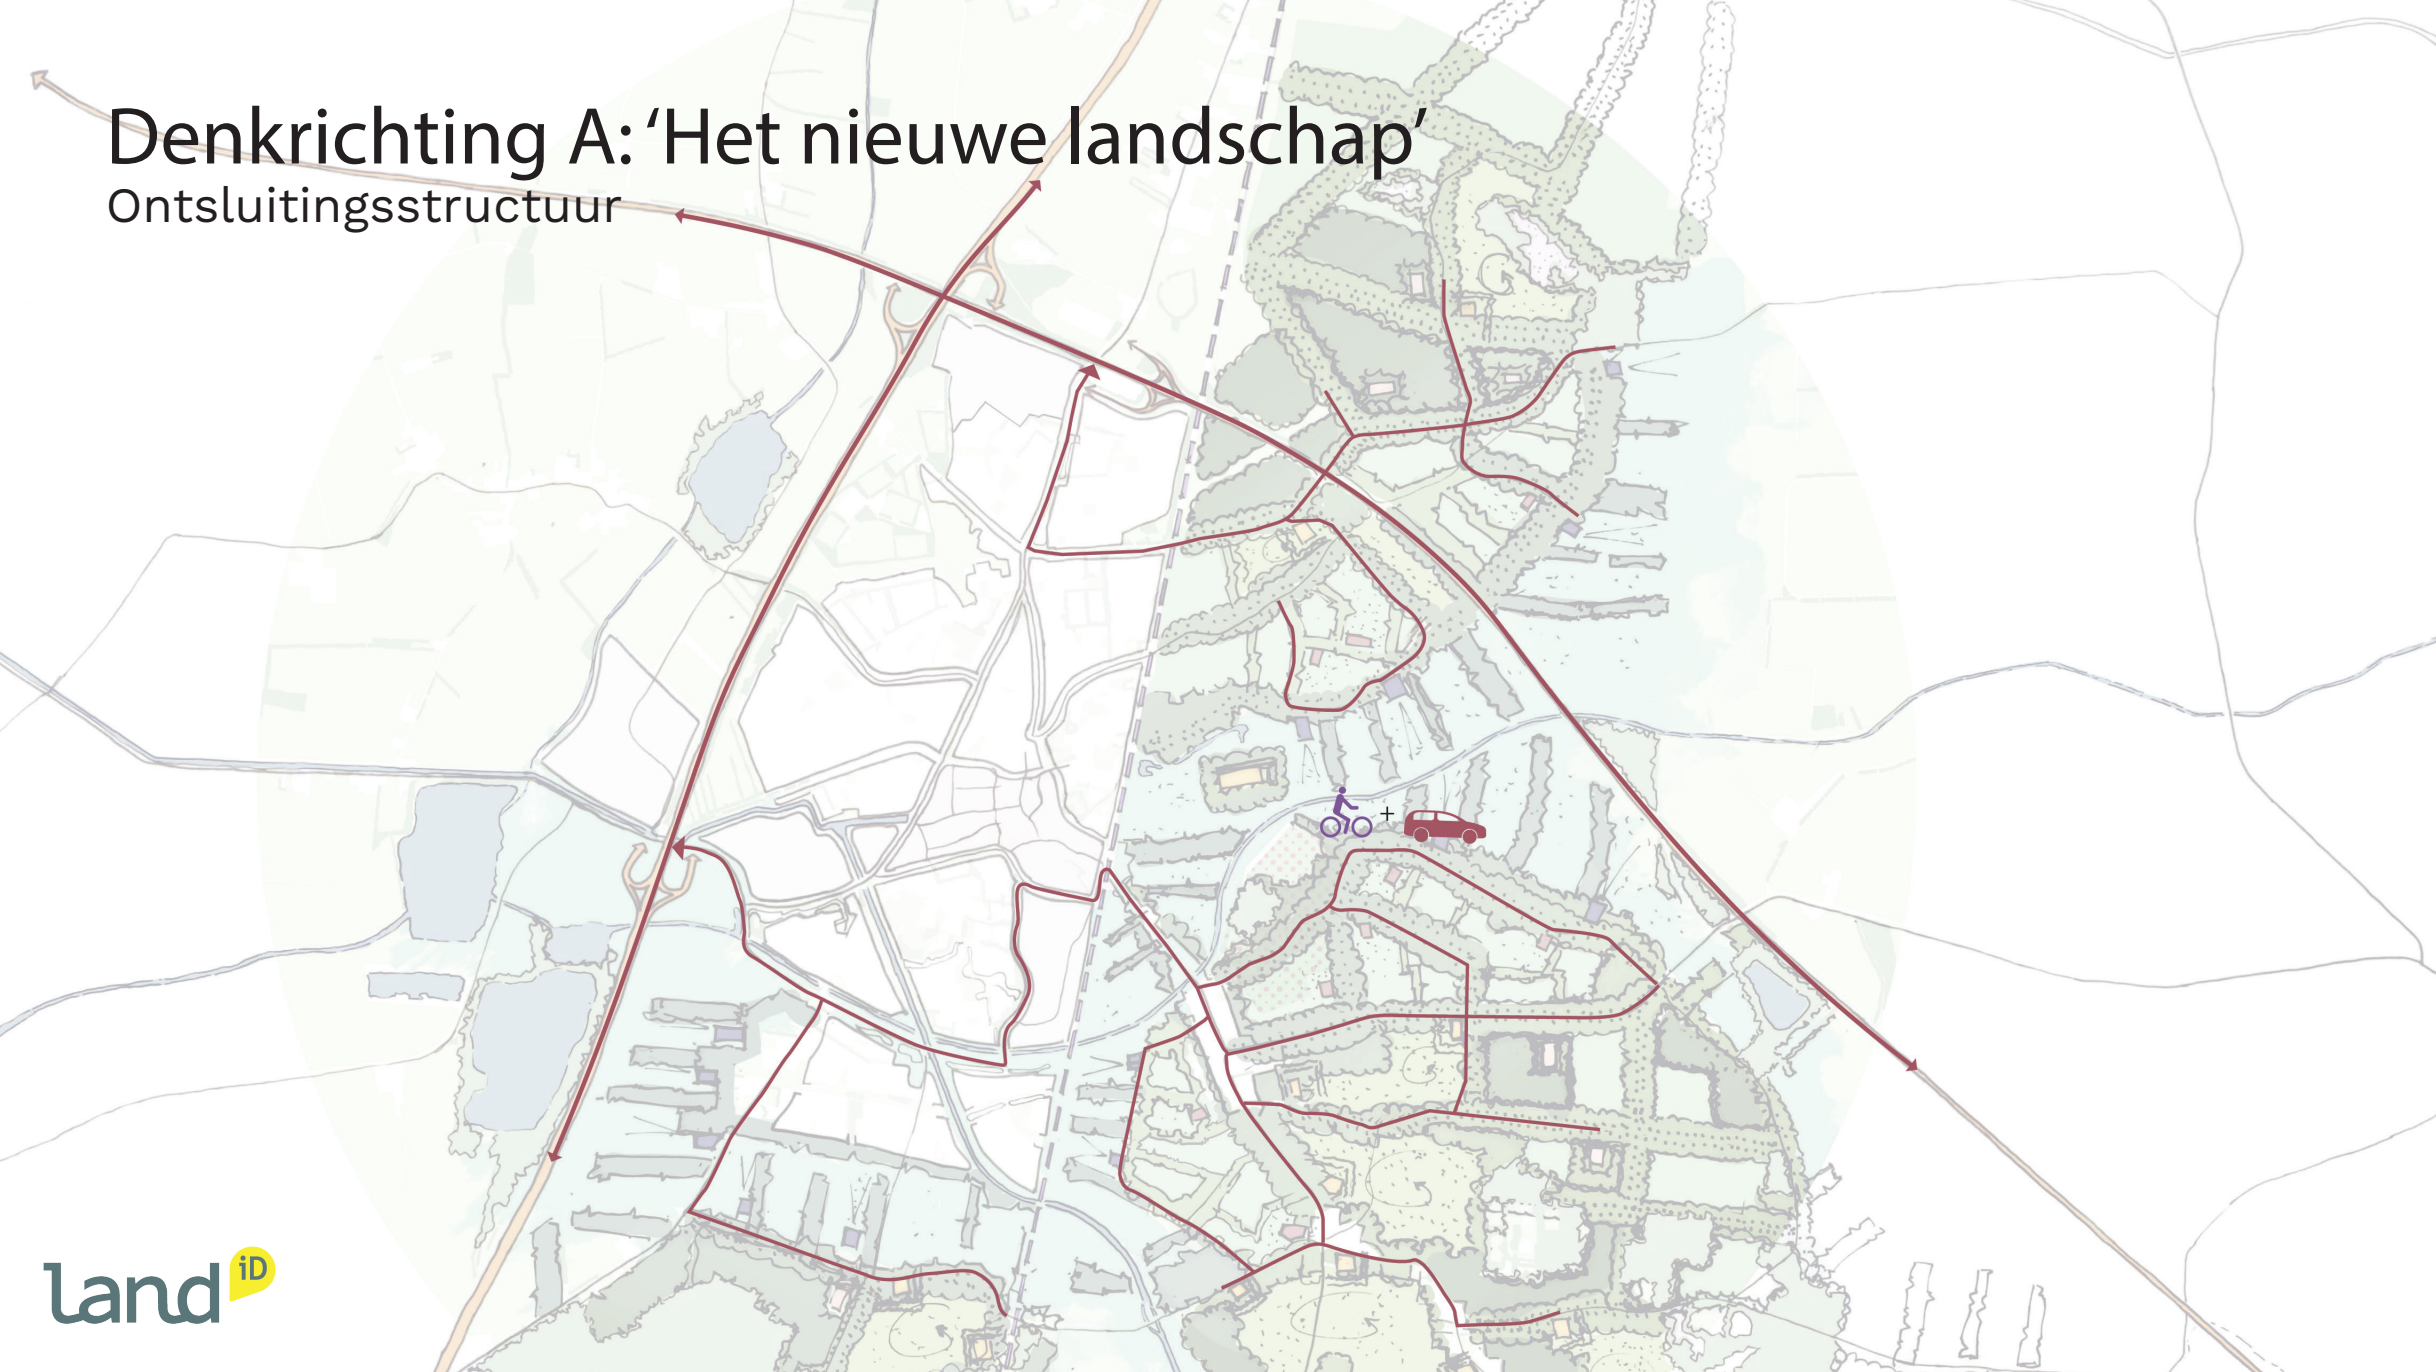 Denkrichting A: ‘Het nieuwe landschap’
Ontsluitingsstructuur
+
land iD